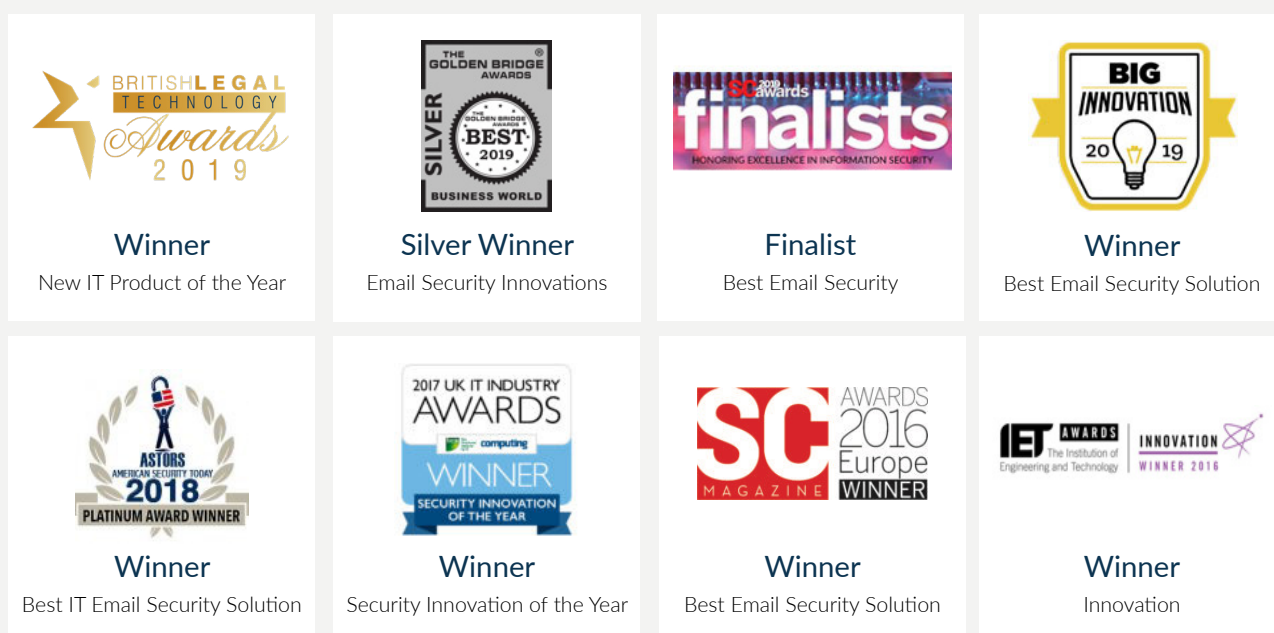 BRITISHLEGAL
TECHNOLOGY
Awards
2019
Winner
New IT Product of the Year
THE ®
GOLDEN BRIDGE
AWARDS
SILVER
THE
GOLDEN BRIDGE
AWARDS
BEST
2019
BUSINESS WORLD
Silver Winner
Email Security Innovations
SC 2019
awards
finalists
HONORING EXCELLENCE IN INFORMATION SECURITY
Finalist
Best Email Security
BIG
INNOVATION
20 19
Winner
Best Email Security Solution
ASTORS
AMERICAN SECURITY TODAY
2018
PLATINUM AWARD WINNER
Winner
Best IT Email Security Solution
2017 UK IT INDUSTRY
AWARDS
computing
WINNER
SECURITY INNOVATION
OF THE YEAR
Winner
Security Innovation of the Year
SC
MAGAZINE
AWARDS
2016
Europe
WINNER
Winner
Best Email Security Solution
IET AWARDS
The Institution of
Engineering and Technology
INNOVATION
WINNER 2016
Winner
Innovation